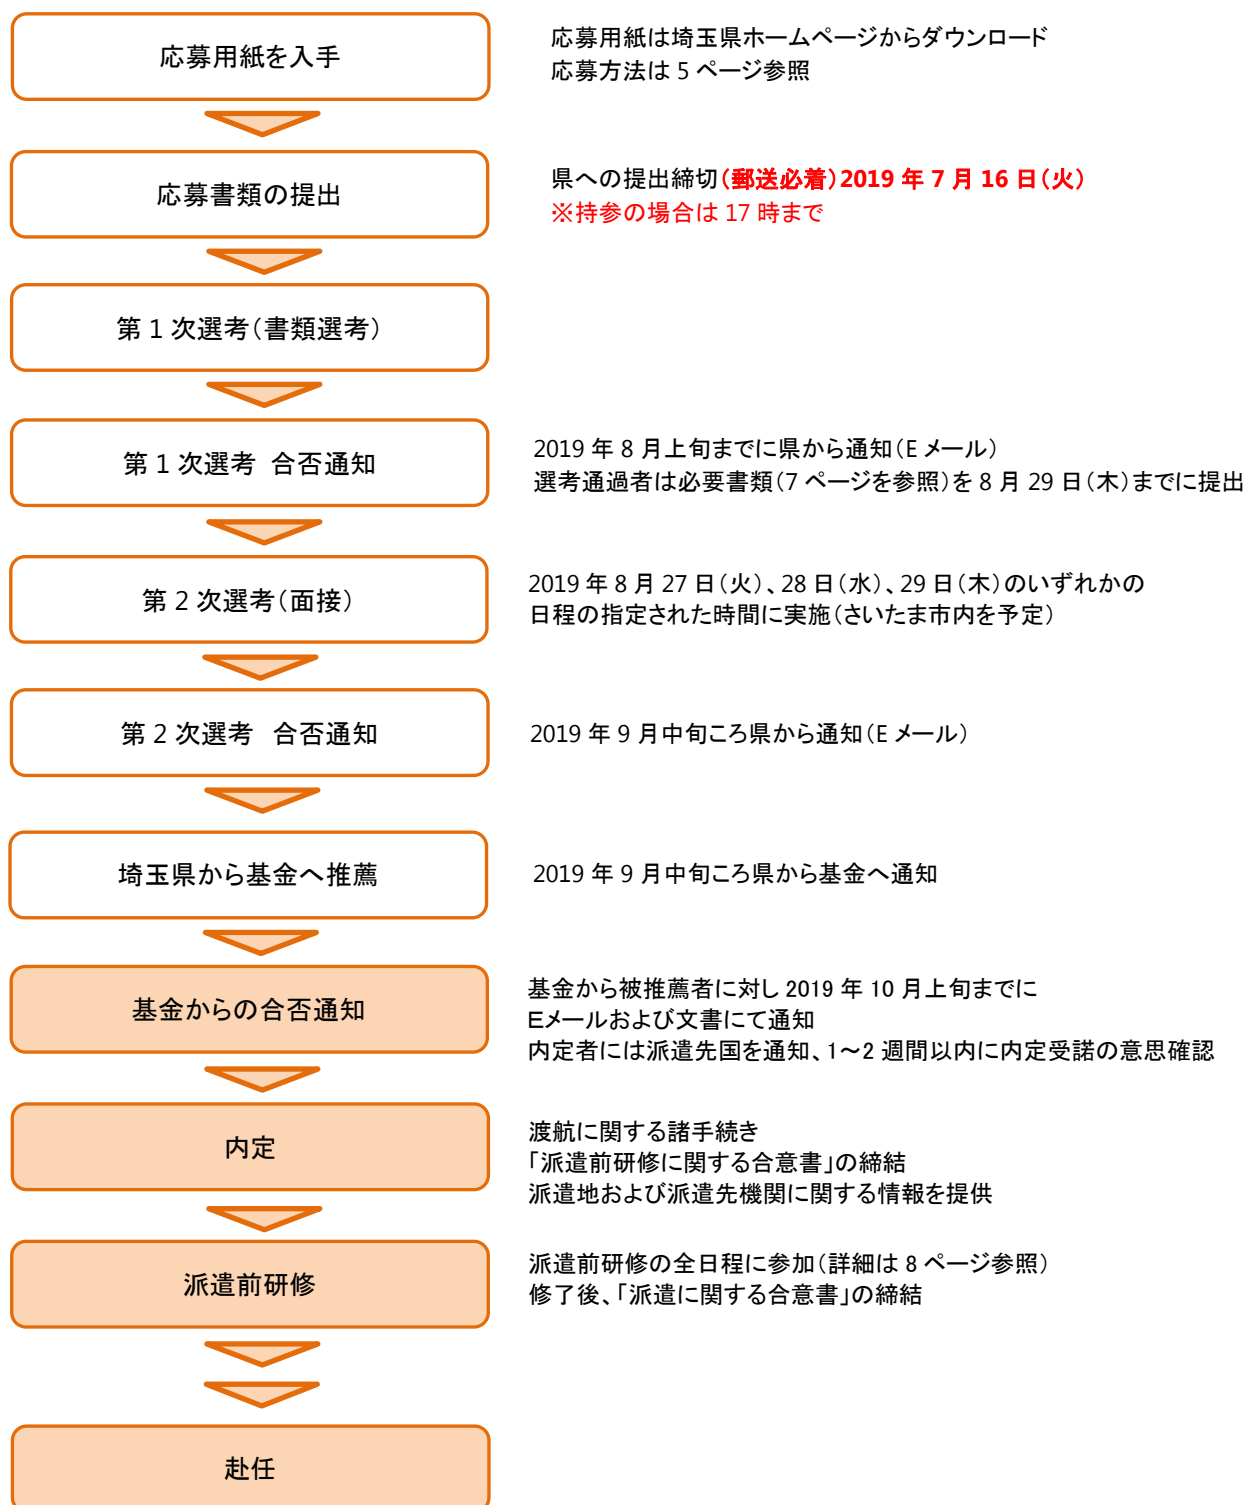 応募用紙を入手
応募用紙は埼玉県ホームページからダウンロード
応募方法は 5 ページ参照
応募書類の提出
県への提出締切(郵送必着)2019 年 7 月 16 日(火)
※持参の場合は 17 時まで
第 1 次選考(書類選考)
第 1 次選考 合否通知
2019 年 8 月上旬までに県から通知(E メール)
選考通過者は必要書類(7 ページを参照)を 8 月 29 日(木)までに提出
第 2 次選考(面接)
2019 年 8 月 27 日(火)、28 日(水)、29 日(木)のいずれかの
日程の指定された時間に実施(さいたま市内を予定)
第 2 次選考 合否通知
2019 年 9 月中旬ころ県から通知(E メール)
埼玉県から基金へ推薦
2019 年 9 月中旬ころ県から基金へ通知
基金からの合否通知
基金から被推薦者に対し 2019 年 10 月上旬までに
Eメールおよび文書にて通知
内定者には派遣先国を通知、1~2 週間以内に内定受諾の意思確認
内定
渡航に関する諸手続き
「派遣前研修に関する合意書」の締結
派遣地および派遣先機関に関する情報を提供
派遣前研修
派遣前研修の全日程に参加(詳細は 8 ページ参照)
修了後、「派遣に関する合意書」の締結
赴任